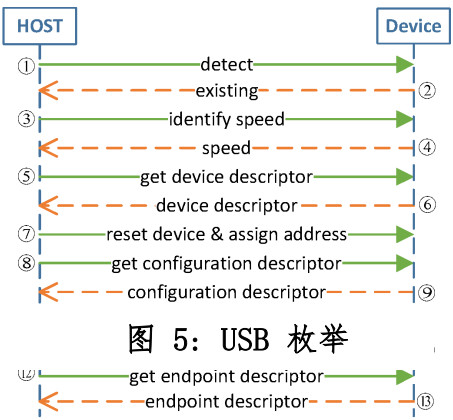 HOST Device
① detect
existing ②
③ identify speed
speed ④
⑤ get device descriptor
device descriptor ⑥
⑦ reset device & assign address
⑧ get configuration descriptor
configuration descriptor ⑨
图 5: USB 枚举
⑫ get endpoint descriptor
endpoint descriptor ⑬